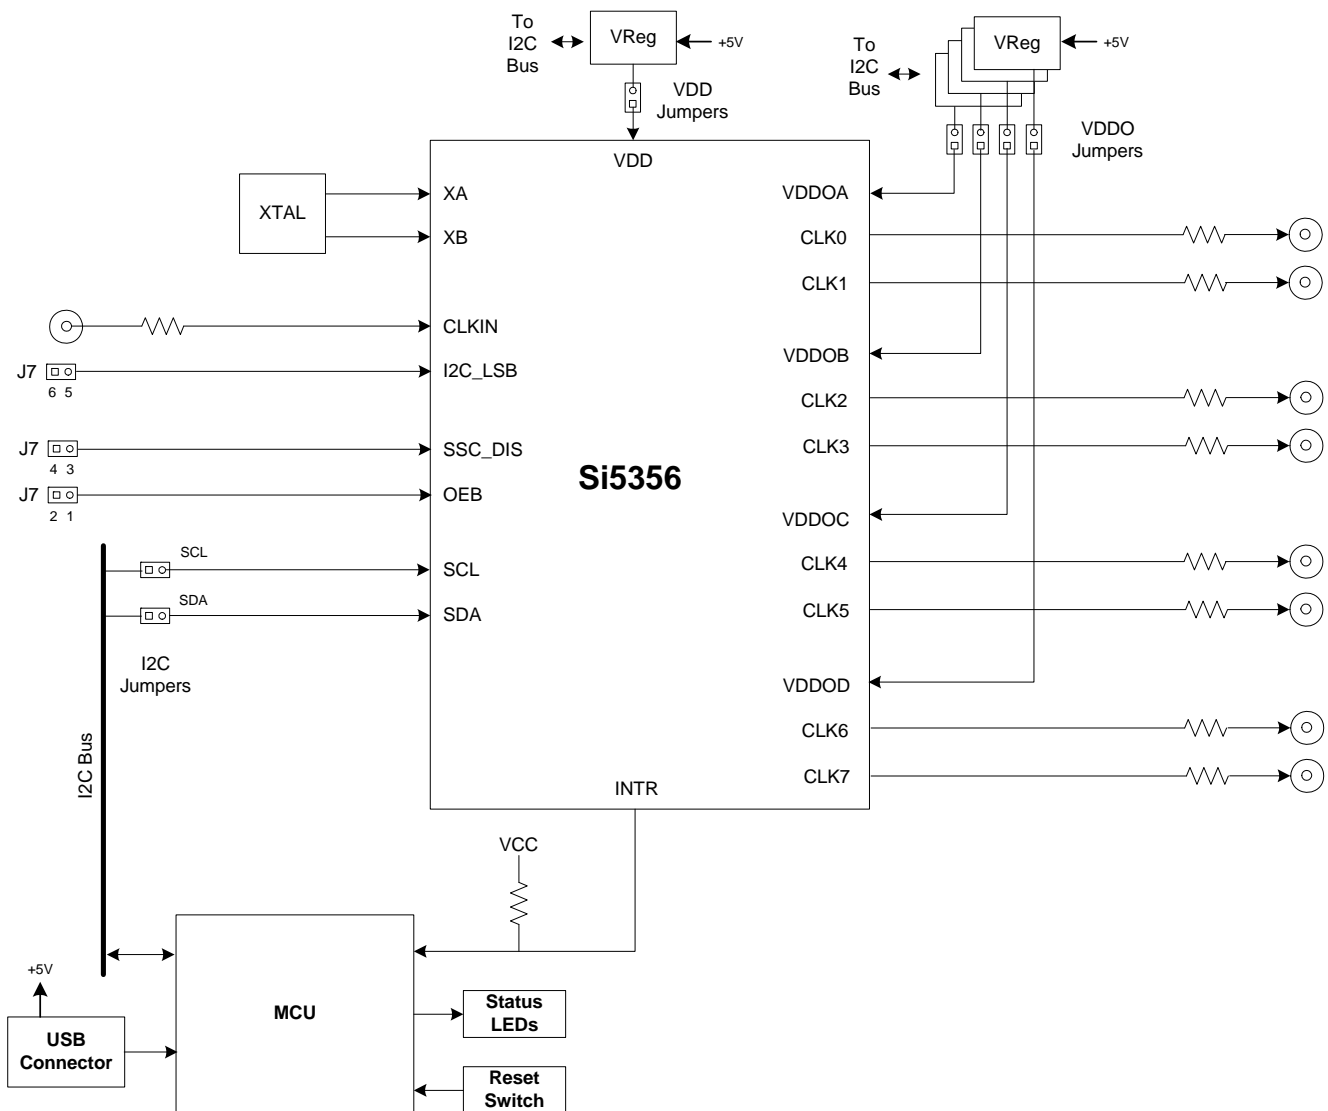 To
I2C
Bus
VReg
+5V
VDD
Jumpers
To
I2C
Bus
VReg
+5V
VDDO
Jumpers
VDD
XTAL
XA
XB
CLKIN
J7
6 5
I2C_LSB
J7
4 3
SSC_DIS
J7
2 1
OEB
SCL
SCL
SDA
SDA
I2C
Jumpers
I2C Bus
Si5356
VDDOA
CLK0
CLK1
VDDOB
CLK2
CLK3
VDDOC
CLK4
CLK5
VDDOD
CLK6
CLK7
INTR
VCC
+5V
USB
Connector
MCU
Status
LEDs
Reset
Switch